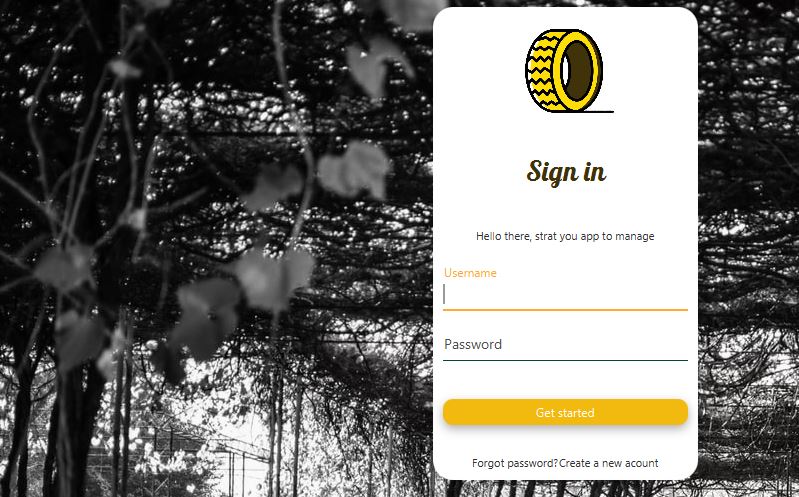 Sign in
Hello there, strat you app to manage
Username
Password
Get started
Forgot password? Create a new acount